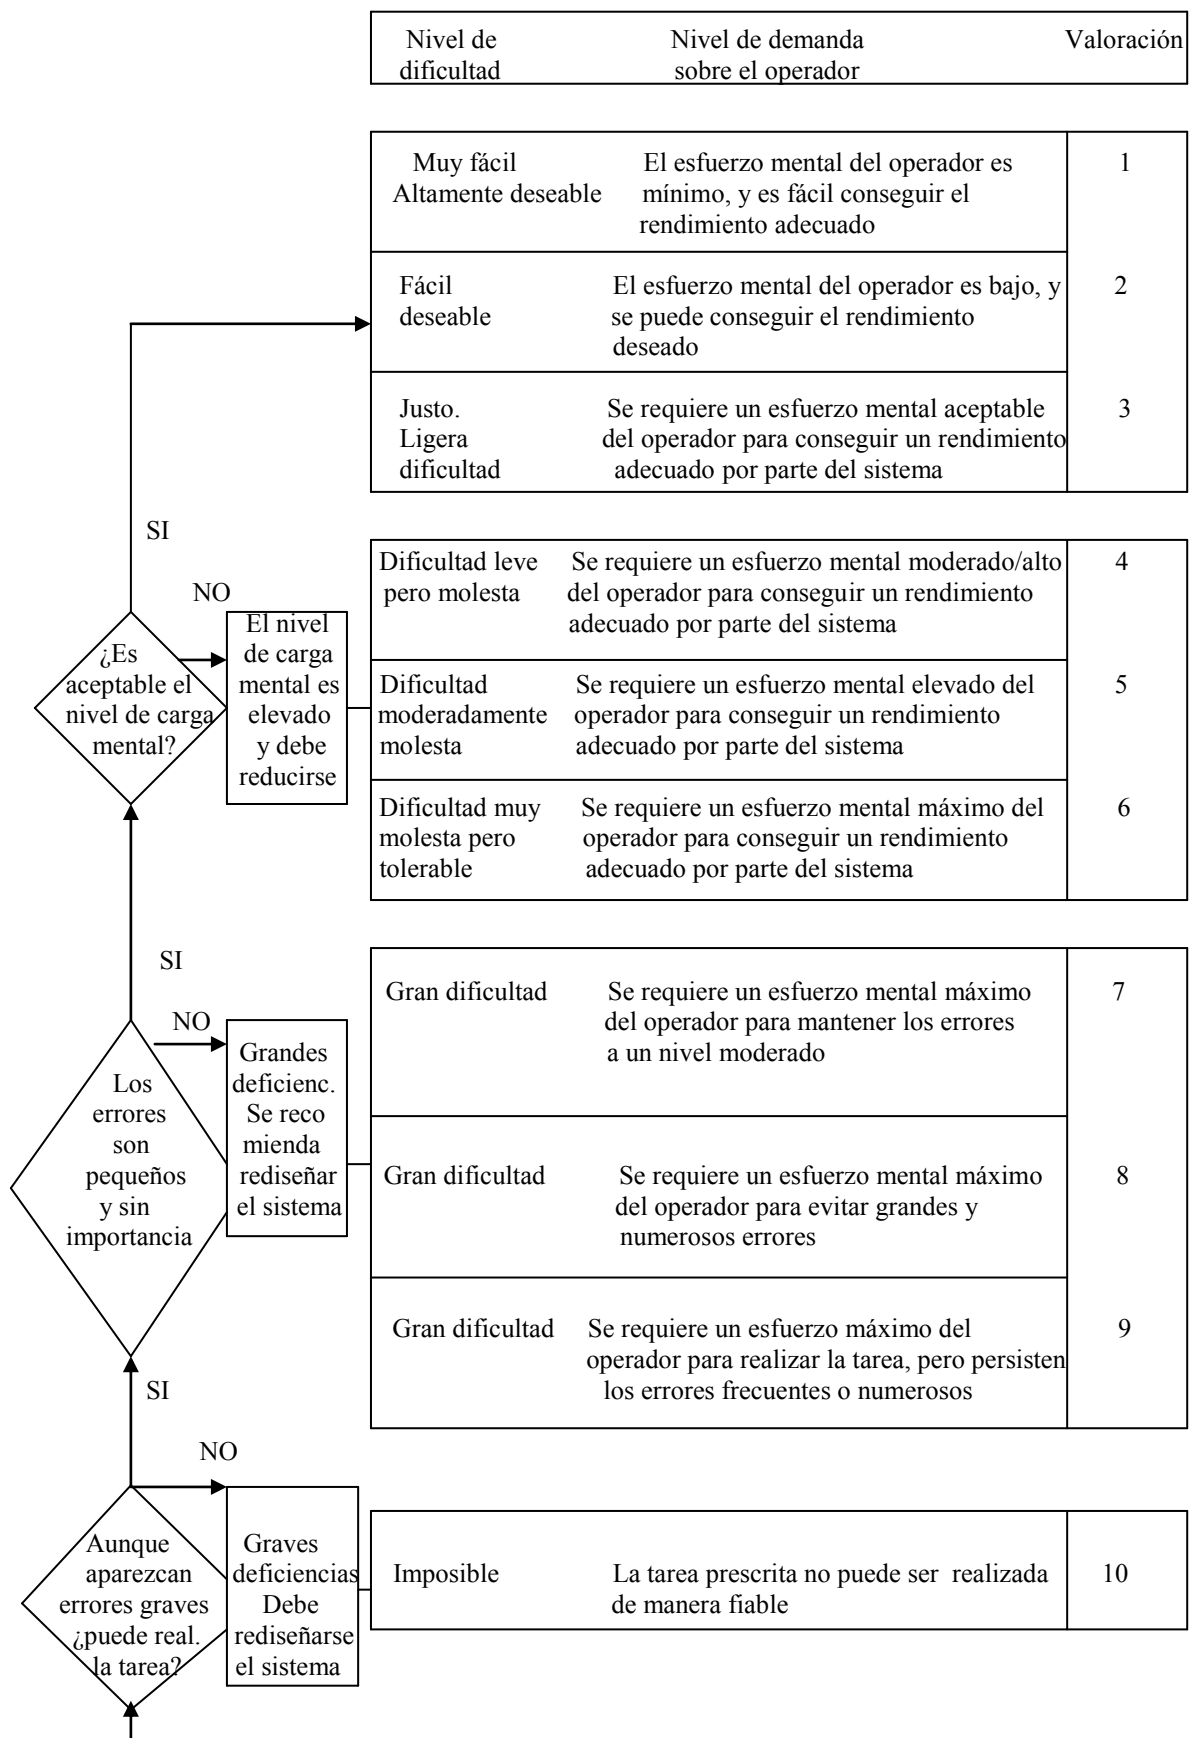 Nivel de dificultad Nivel de demanda sobre el operador Valoración
Muy fácil El esfuerzo mental del operador es 1
Altamente deseable mínimo, y es fácil conseguir el
rendimiento adecuado
Fácil El esfuerzo mental del operador es bajo, y 2
deseable se puede conseguir el rendimiento
deseado
Justo. Se requiere un esfuerzo mental aceptable 3
Ligera del operador para conseguir un rendimiento
dificultad adecuado por parte del sistema
SI
NO
¿Es
aceptable el
nivel de carga
mental?
El nivel
de carga
mental es
elevado
y debe
reducirse
Dificultad leve Se requiere un esfuerzo mental moderado/alto 4
pero molesta del operador para conseguir un rendimiento
adecuado por parte del sistema
Dificultad Se requiere un esfuerzo mental elevado del 5
moderadamente operador para conseguir un rendimiento
molesta adecuado por parte del sistema
Dificultad muy Se requiere un esfuerzo mental máximo del 6
molesta pero operador para conseguir un rendimiento
tolerable adecuado por parte del sistema
SI
NO
Los
errores
son
pequeños
y sin
importancia
Grandes
deficienc.
Se reco
mienda
rediseñar
el sistema
Gran dificultad Se requiere un esfuerzo mental máximo 7
del operador para mantener los errores
a un nivel moderado
Gran dificultad Se requiere un esfuerzo mental máximo 8
del operador para evitar grandes y
numerosos errores
Gran dificultad Se requiere un esfuerzo máximo del 9
operador para realizar la tarea, pero persisten
los errores frecuentes o numerosos
SI
NO
Aunque
aparezcan
errores graves
¿puede real.
la tarea?
Graves
deficiencias
Debe
rediseñarse
el sistema
Imposible La tarea prescrita no puede ser realizada 10
de manera fiable